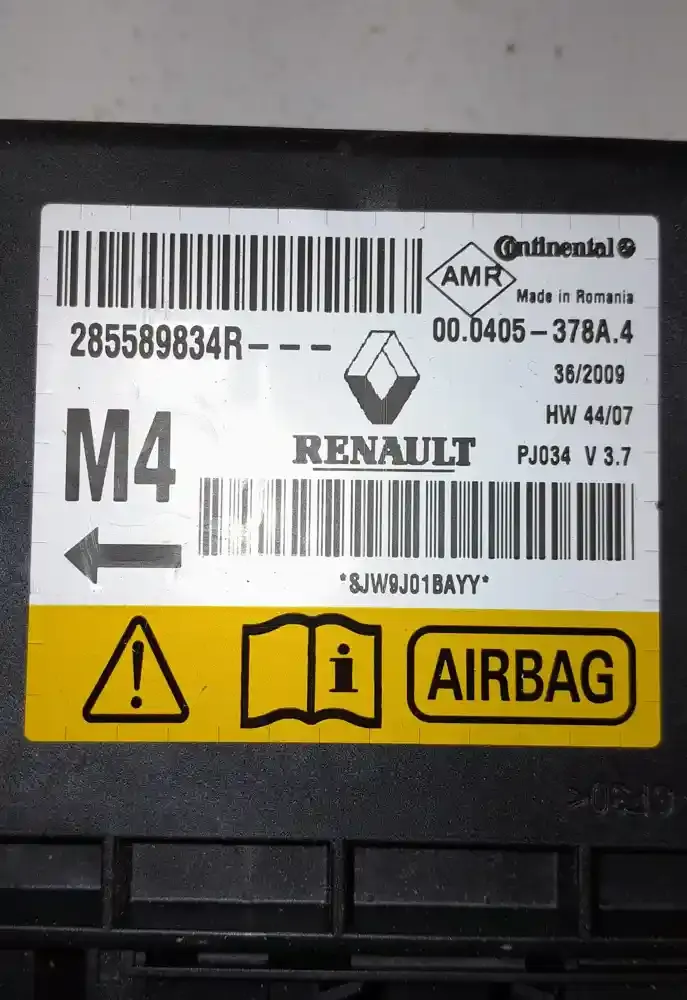 Continental
AMR
Made in Romania
285589834R---
00.0405-378A.4
36/2009
HW 44/07
M4
RENAULT
PJ034 V 3.7
*8JW9J01BAYY*
i
AIRBAG